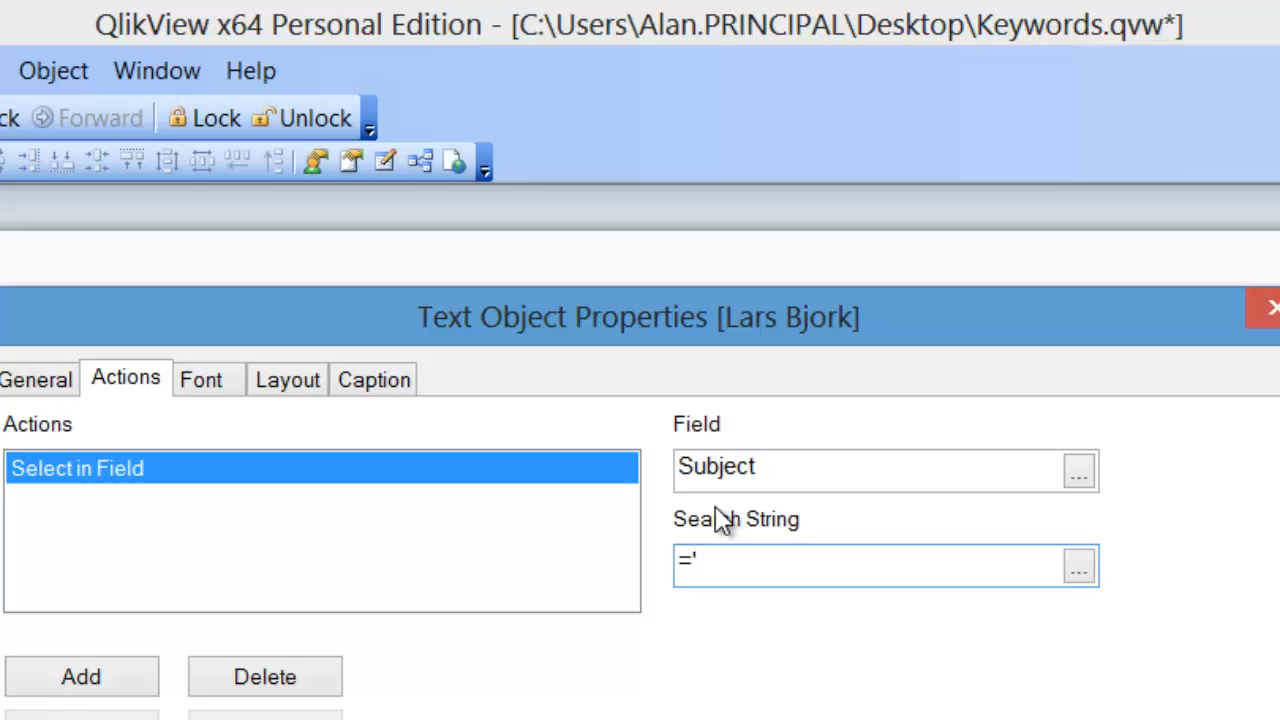 QlikView x64 Personal Edition - [C:\Users\Alan.PRINCIPAL\Desktop\Keywords.qvw*]
Object Window Help
ck Forward Lock Unlock
Text Object Properties [Lars Bjork]
General Actions Font Layout Caption
Actions
Select in Field
Field
Subject
...
Search String
='
...
Add Delete